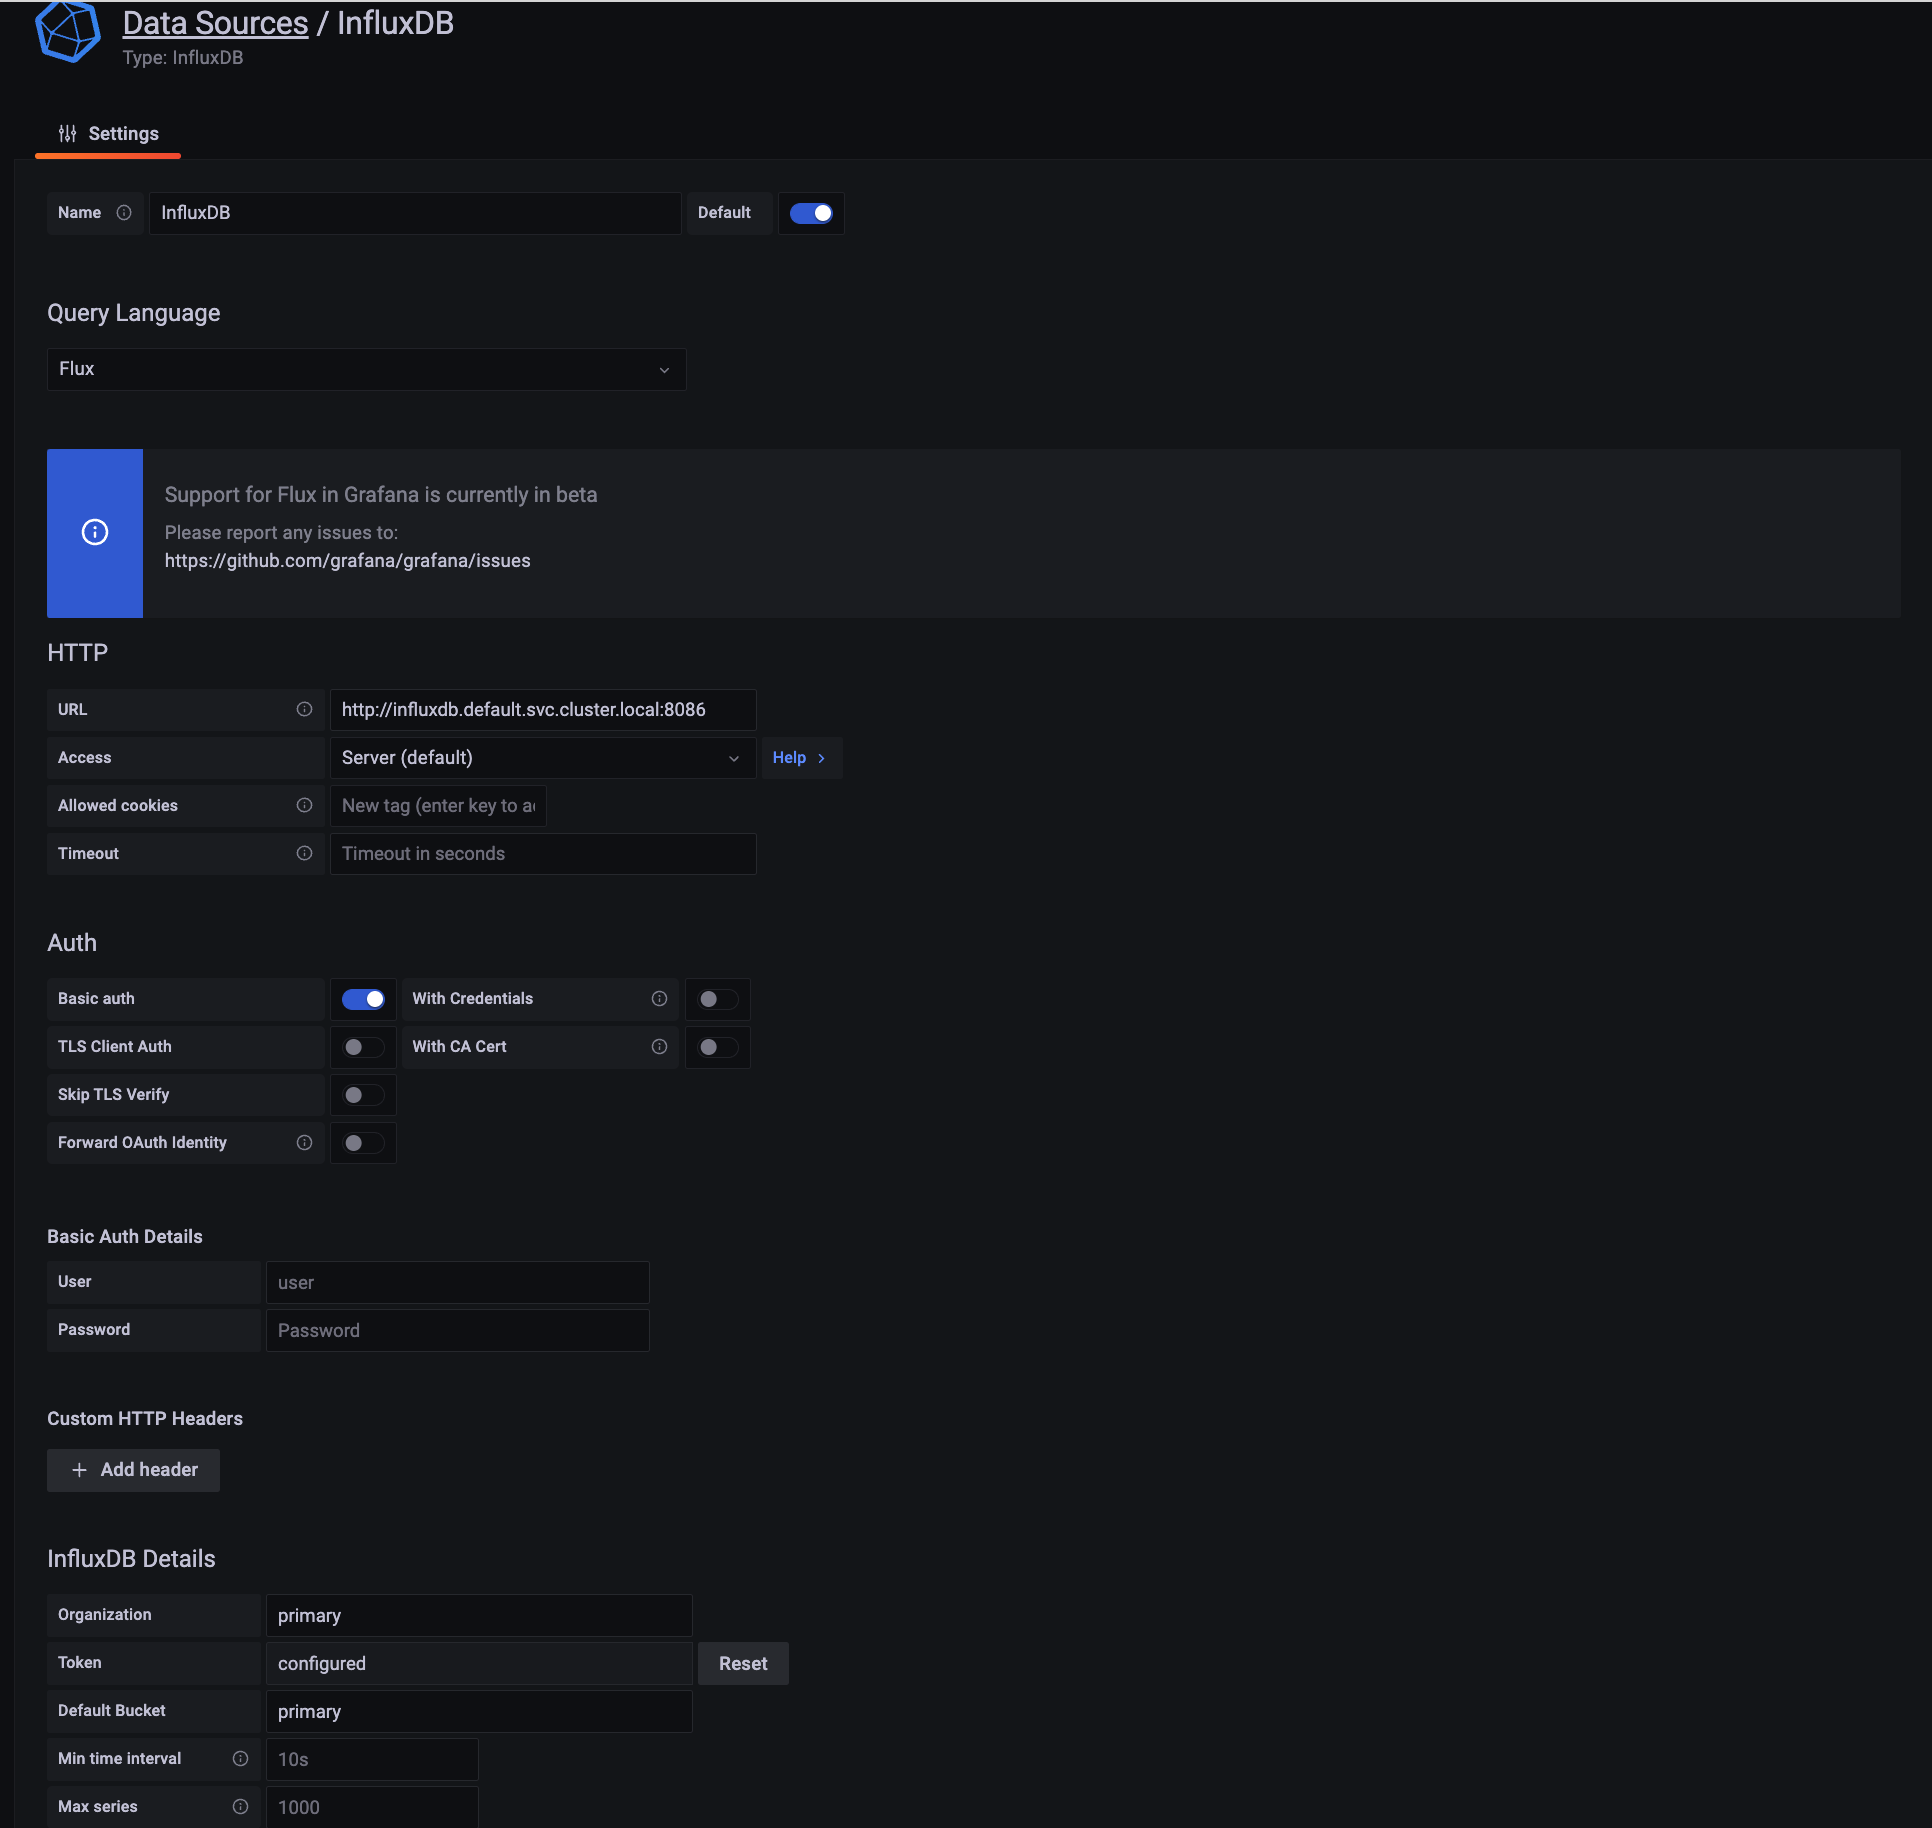 Data Sources / InfluxDB
Type: InfluxDB
Settings
Name InfluxDB Default
Query Language
Flux
Support for Flux in Grafana is currently in beta
Please report any issues to:
https://github.com/grafana/grafana/issues
HTTP
URL http://influxdb.default.svc.cluster.local:8086
Access Server (default) Help
Allowed cookies New tag (enter key to a
Timeout Timeout in seconds
Auth
Basic auth With Credentials
TLS Client Auth With CA Cert
Skip TLS Verify
Forward OAuth Identity
Basic Auth Details
User user
Password Password
Custom HTTP Headers
Add header
InfluxDB Details
Organization primary
Token configured Reset
Default Bucket primary
Min time interval 10s
Max series 1000